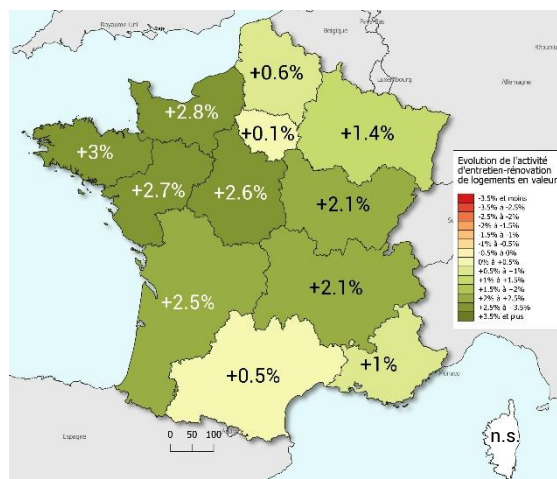 Royaume-Uni
Belgique
Luxembourg
Allemagne
+0.6%
+2.8%
+0.1%
+1.4%
+3%
+2.7%
+2.6%
+2.1%
+2.5%
+2.1%
+0.5%
+1%
Monaco
n.s.
Espagne
0 50 100
Evolution de l'activité
d'entretien-rénovation
de logements en valeur
-3.5% et moins
-3.5% à -2.5%
-2.5% à -2%
-2% à -1.5%
-1.5% à -1%
-1% à -0.5%
-0.5% à 0%
0% à +0.5%
+0.5% à +1%
+1% à +1.5%
+1.5% à +2%
+2% à +2.5%
+2.5% à +3.5%
+3.5% et plus